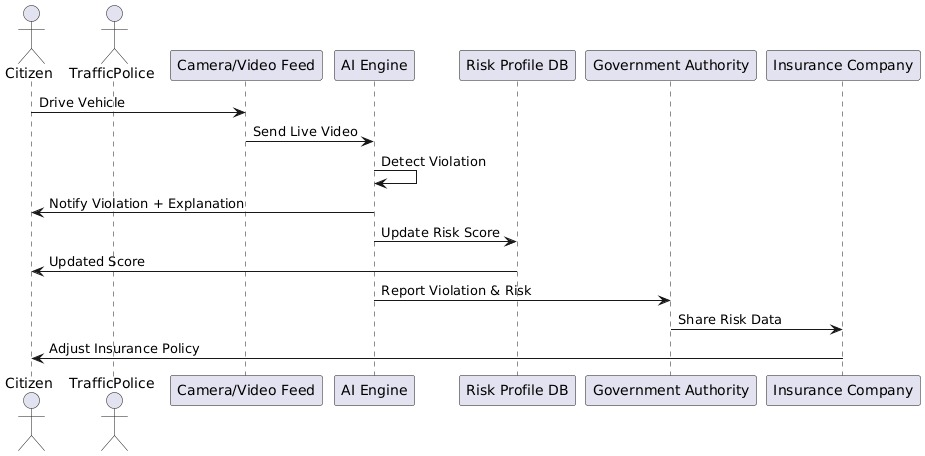 Citizen
TrafficPolice
Camera/Video Feed
AI Engine
Risk Profile DB
Government Authority
Insurance Company
Drive Vehicle
Send Live Video
Detect Violation
Notify Violation + Explanation
Update Risk Score
Updated Score
Report Violation & Risk
Share Risk Data
Adjust Insurance Policy
Citizen
TrafficPolice
Camera/Video Feed
AI Engine
Risk Profile DB
Government Authority
Insurance Company